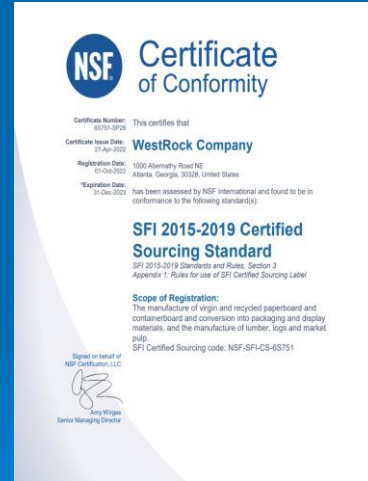 NSF.
Certificate
of Conformity
Certificate Number:
6S751-SP26
Certificate Issue Date:
27-Apr-2022
Registration Date:
01-Oct-2022
*Expiration Date:
31-Dec-2023
This certifies that
WestRock Company
1000 Abernathy Road NE
Atlanta, Georgia, 30328, United States
has been assessed by NSF International and found to be in
conformance to the following standard(s):
SFI 2015-2019 Certified
Sourcing Standard
SFI 2015-2019 Standards and Rules, Section 3
Appendix 1: Rules for use of SFI Certified Sourcing Label
Scope of Registration:
The manufacture of virgin and recycled paperboard and
containerboard and conversion into packaging and display
materials, and the manufacture of lumber, logs and market
pulp.
SFI Certified Sourcing code: NSF-SFI-CS-6S751
Signed on behalf of
NSF Certification, LLC
Amy Winges
Senior Managing Director